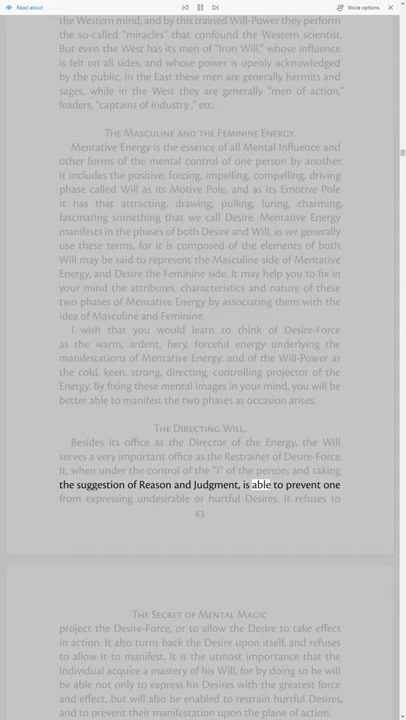 Read aloud
Voice options
the Western mind, and by this trained Will-Power they perform
the so-called “miracles” that confound the Western scientist.
But even the West has its men of “Iron Will,” whose influence
is felt on all sides, and whose power is openly acknowledged
by the public. In the East these men are generally hermits and
sages, while in the West they are generally “men of action,”
leaders, “captains of industry,” etc.
The Masculine and the Feminine Energy.
Mentative Energy is the essence of all Mental Influence and
other forms of the mental control of one person by another.
It includes the positive, forcing, impelling, compelling, driving
phase called Will as its Motive Pole, and as its Emotive Pole
it has that attracting, drawing, pulling, luring, charming,
fascinating something that we call Desire. Mentative Energy
manifests in the phases of both Desire and Will, as we generally
use these terms, for it is composed of the elements of both.
Will may be said to represent the Masculine side of Mentative
Energy, and Desire the Feminine side. It may help you to fix in
your mind the attributes, characteristics and nature of these
two phases of Mentative Energy by associating them with the
idea of Masculine and Feminine.
I wish that you would learn to think of Desire-Force
as the warm, ardent, fiery, forceful energy underlying the
manifestations of Mentative Energy; and of the Will-Power as
the cold, keen, strong, directing, controlling projector of the
Energy. By fixing these mental images in your mind, you will be
better able to manifest the two phases as occasion arises.
The Directing Will.
Besides its office as the Director of the Energy, the Will
serves a very important office as the Restrainer of Desire-Force.
It, when under the control of the “I” of the person, and taking
the suggestion of Reason and Judgment, is able to prevent one
from expressing undesirable or hurtful Desires. It refuses to
43
The Secret of Mental Magic
project the Desire-Force, or to allow the Desire to take effect
in action. It also turns back the Desire upon itself, and refuses
to allow it to manifest. It is the utmost importance that the
Individual acquire a mastery of his Will, for by doing so he will
be able not only to express his Desires with the greatest force
and effect, but will also be enabled to restrain hurtful Desires,
and to prevent their manifestation upon the plane of action.